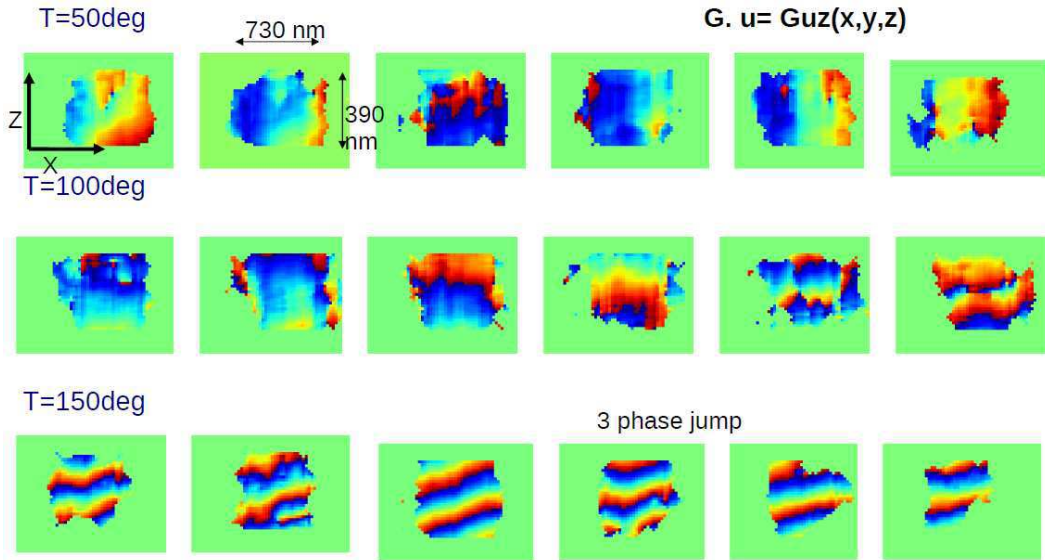 T=50deg
G. u= Guz(x,y,z)
730 nm
Z
390
nm
X
T=100deg
T=150deg
3 phase jump